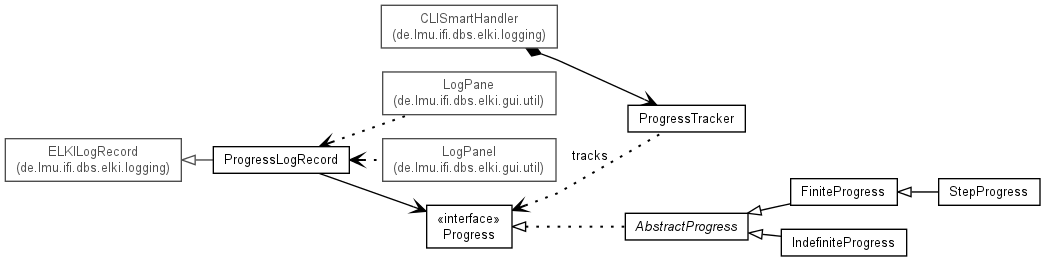 CLISmartHandler
(de.lmu.ifi.dbs.elki.logging)
LogPane
(de.lmu.ifi.dbs.elki.gui.util)
ProgressTracker
ELKILogRecord
(de.lmu.ifi.dbs.elki.logging)
ProgressLogRecord
LogPanel
(de.lmu.ifi.dbs.elki.gui.util)
tracks
FiniteProgress
StepProgress
«interface»
Progress
AbstractProgress
IndefiniteProgress